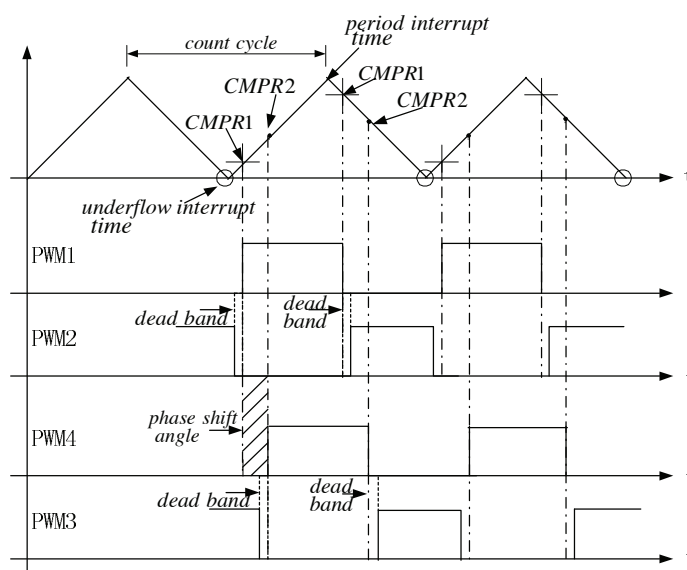 period interrupt
time
count cycle
CMPR1
CMPR2
CMPR2
CMPR1
t
underflow interrupt
time
PWM1
dead band
dead
band
PWM2
phase shift
angle
PWM4
dead band
dead
band
PWM3